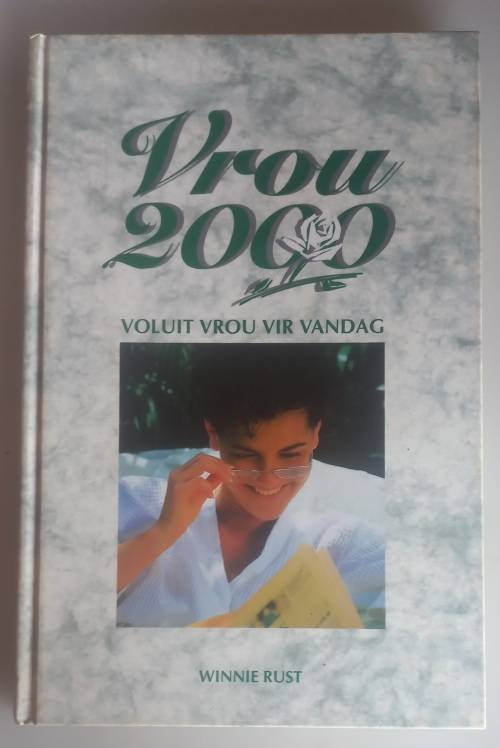 Vrou
2000
VOLUIT VROU VIR VANDAG
WINNIE RUST